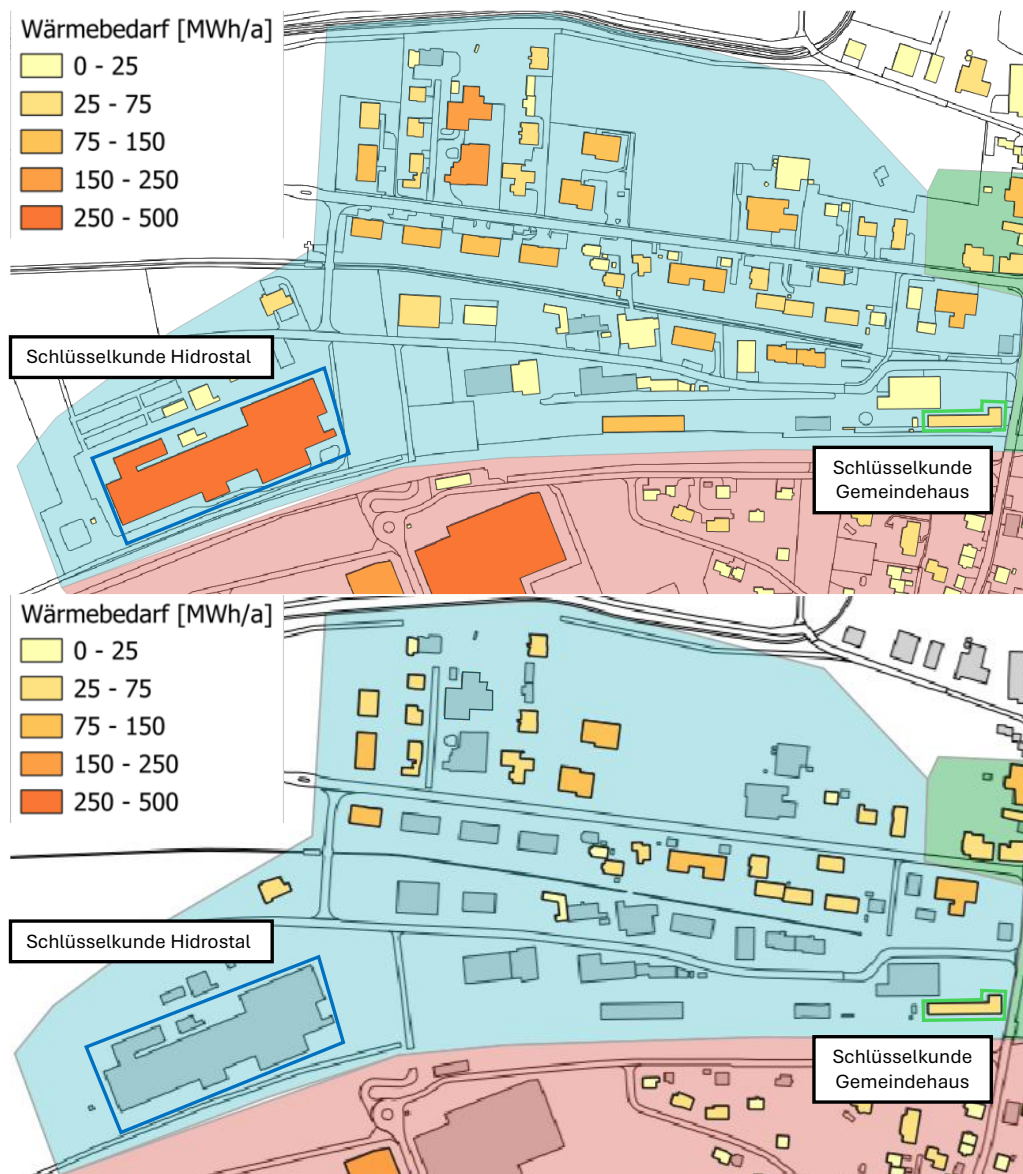 Wärmebedarf [MWh/a]
0 - 25
25 - 75
75 - 150
150 - 250
250 - 500
Schlüsselkunde Hidrostal
Schlüsselkunde
Gemeindehaus
Wärmebedarf [MWh/a]
0 - 25
25 - 75
75 - 150
150 - 250
250 - 500
Schlüsselkunde Hidrostal
Schlüsselkunde
Gemeindehaus